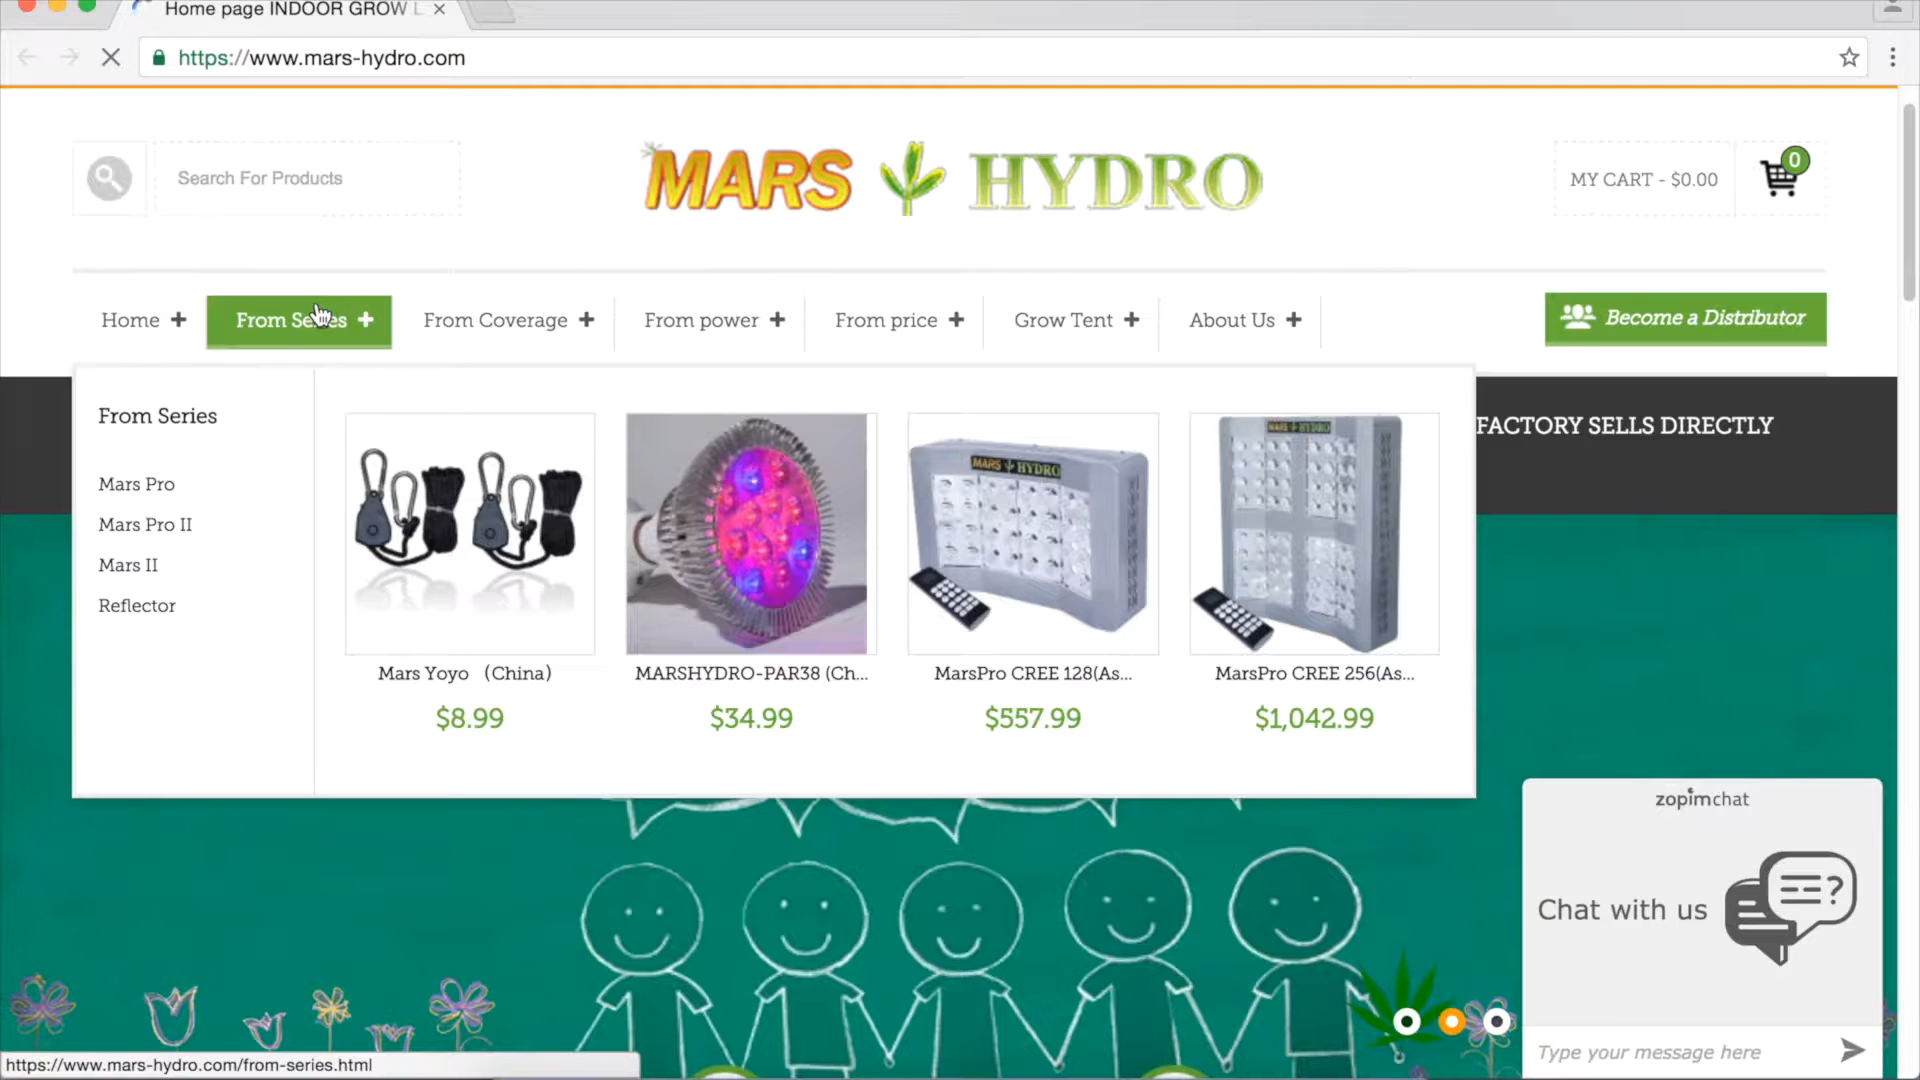 Home page INDOOR GROW L
https://www.mars-hydro.com
Search For Products
MARS HYDRO
MY CART - $0.00
0
Home +
From Series +
From Coverage +
From power +
From price +
Grow Tent +
About Us +
Become a Distributor
From Series
Mars Pro
Mars Pro II
Mars II
Reflector
MARS HYDRO
MARS HYDRO
Mars Yoyo （China）
MARSHYDRO-PAR38 (Ch...
MarsPro CREE 128(As...
MarsPro CREE 256(As...
$8.99
$34.99
$557.99
$1,042.99
FACTORY SELLS DIRECTLY
zopimchat
Chat with us
?
Type your message here
https://www.mars-hydro.com/from-series.html